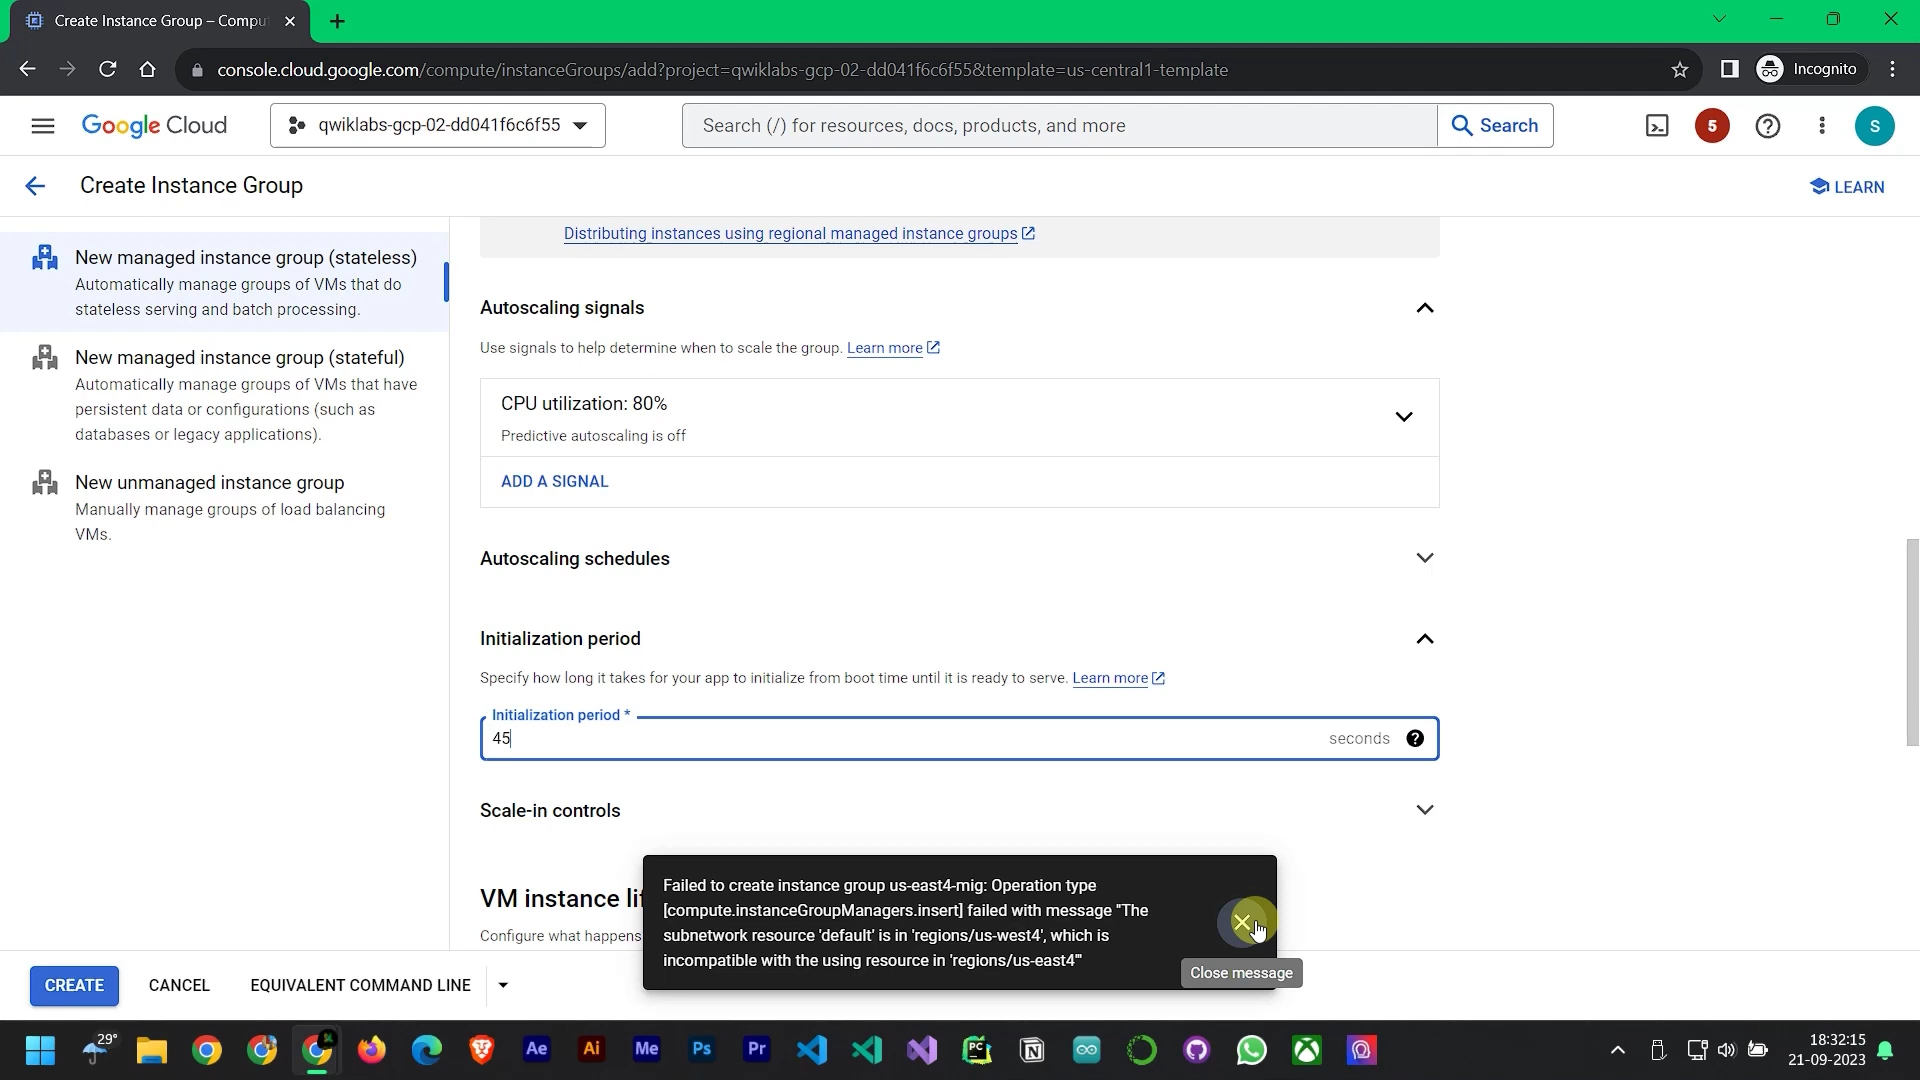 Create Instance Group – Compu
console.cloud.google.com/compute/instanceGroups/add?project=qwiklabs-gcp-02-dd041f6c6f55&template=us-central1-template
Incognito
Google Cloud
qwiklabs-gcp-02-dd041f6c6f55
Search (/) for resources, docs, products, and more
Search
5
S
Create Instance Group
LEARN
New managed instance group (stateless)
Automatically manage groups of VMs that do
stateless serving and batch processing.
New managed instance group (stateful)
Automatically manage groups of VMs that have
persistent data or configurations (such as
databases or legacy applications).
New unmanaged instance group
Manually manage groups of load balancing
VMs.
Distributing instances using regional managed instance groups
Autoscaling signals
Use signals to help determine when to scale the group. Learn more
CPU utilization: 80%
Predictive autoscaling is off
ADD A SIGNAL
Autoscaling schedules
Initialization period
Specify how long it takes for your app to initialize from boot time until it is ready to serve. Learn more
Initialization period *
45
seconds
Scale-in controls
VM instance lif
Configure what happens
Failed to create instance group us-east4-mig: Operation type
[compute.instanceGroupManagers.insert] failed with message "The
subnetwork resource 'default' is in 'regions/us-west4', which is
incompatible with the using resource in 'regions/us-east4'"
Close message
CREATE
CANCEL
EQUIVALENT COMMAND LINE
29°
Ae
Ai
Me
Ps
Pr
PC
N
18:32:15
21-09-2023